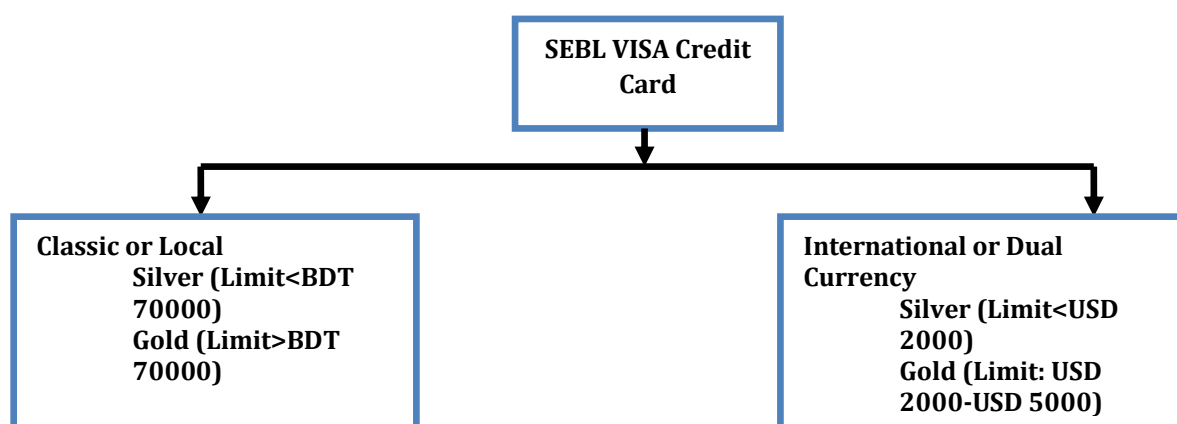 SEBL VISA Credit
Card
Classic or Local
Silver (Limit<BDT
70000)
Gold (Limit>BDT
70000)
International or Dual
Currency
Silver (Limit<USD
2000)
Gold (Limit: USD
2000-USD 5000)